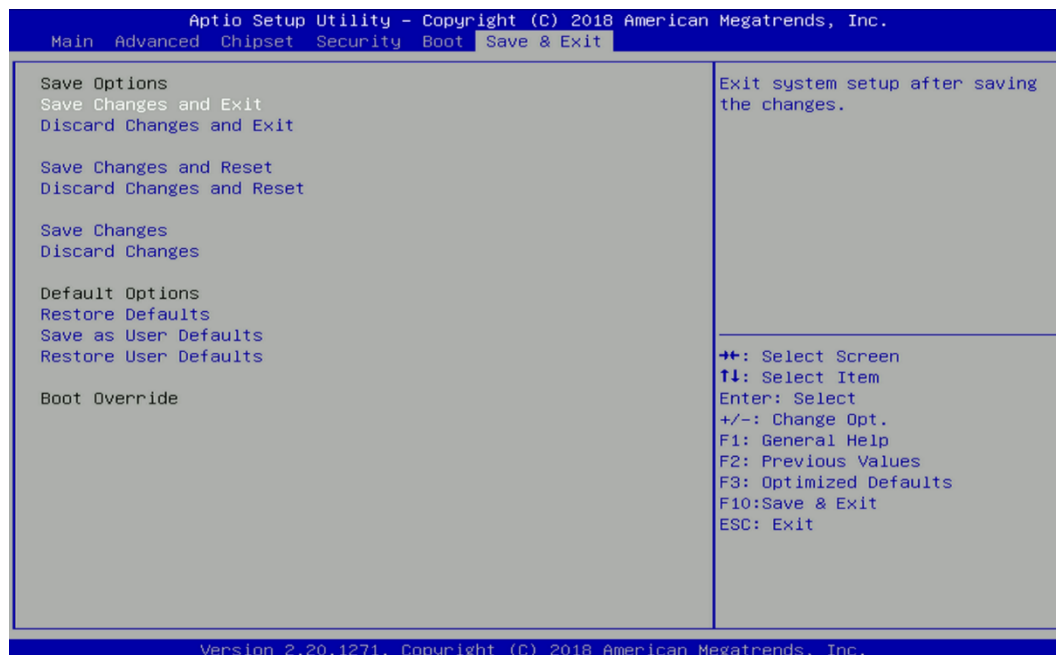 Aptio Setup Utility – Copyright (C) 2018 American Megatrends, Inc.
Main Advanced Chipset Security Boot Save & Exit
Save Options
Save Changes and Exit
Discard Changes and Exit
Save Changes and Reset
Discard Changes and Reset
Save Changes
Discard Changes
Default Options
Restore Defaults
Save as User Defaults
Restore User Defaults
Boot Override
Exit system setup after saving
the changes.
→←: Select Screen
↑↓: Select Item
Enter: Select
+/-: Change Opt.
F1: General Help
F2: Previous Values
F3: Optimized Defaults
F10:Save & Exit
ESC: Exit
Version 2.20.1271. Copyright (C) 2018 American Megatrends, Inc.